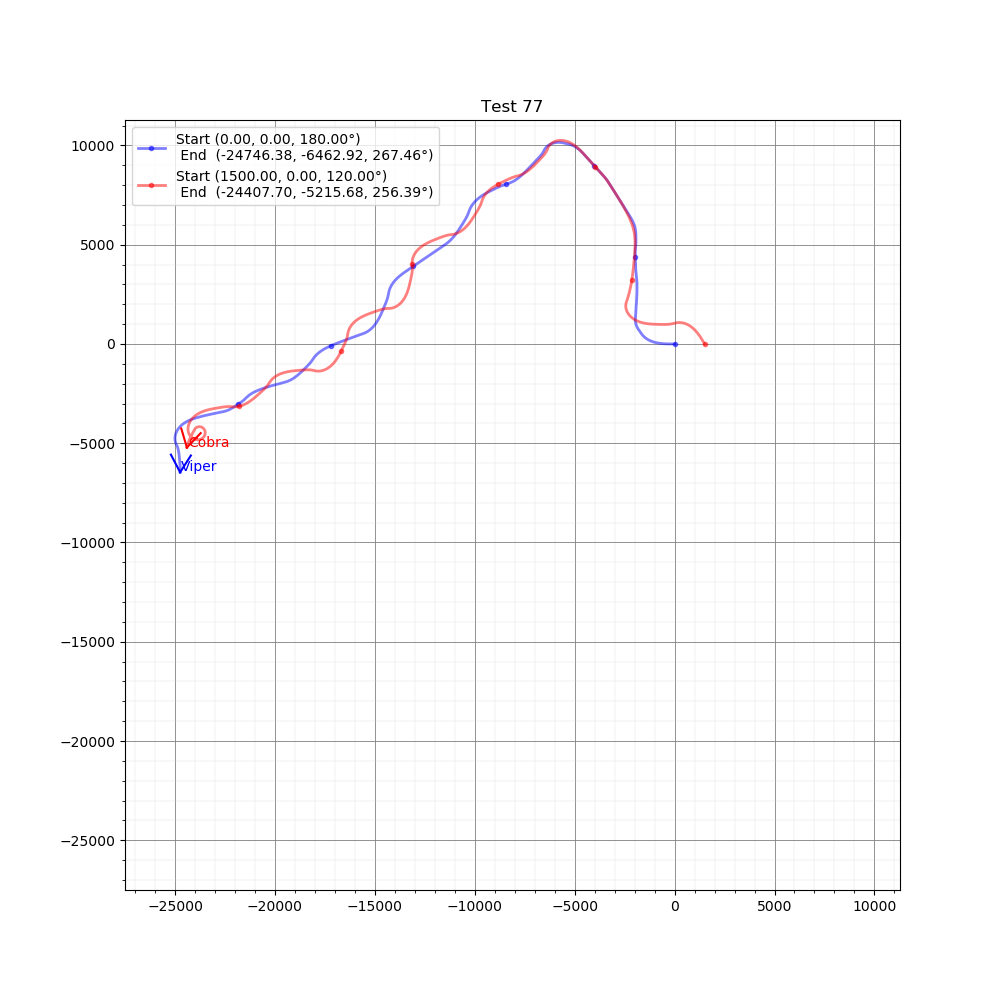 Test 77
Start (0.00, 0.00, 180.00°)
End  (-24746.38, -6462.92, 267.46°)
Start (1500.00, 0.00, 120.00°)
End  (-24407.70, -5215.68, 256.39°)
10000
5000
0
−5000
−10000
−15000
−20000
−25000
Cobra
Viper
−25000
−20000
−15000
−10000
−5000
0
5000
10000